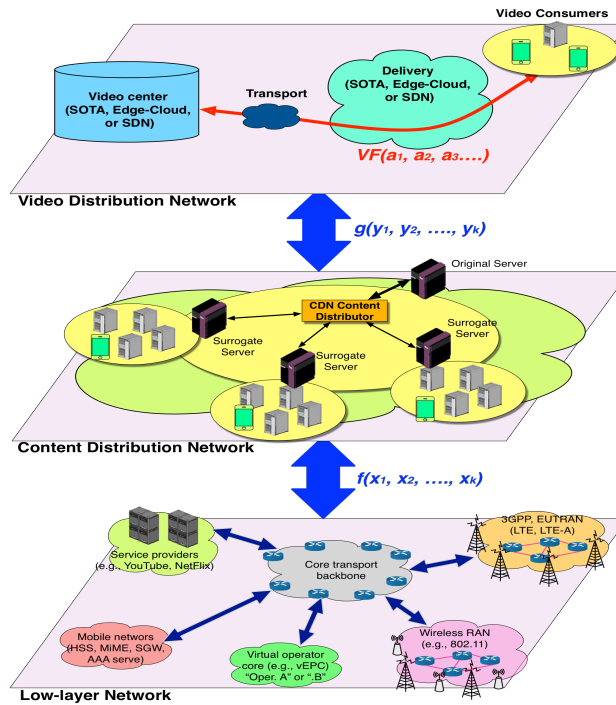 Video Consumers
Video center
(SOTA, Edge-Cloud,
or SDN)
Transport
Delivery
(SOTA, Edge-Cloud,
or SDN)
VF(a1, a2, a3....)
Video Distribution Network
g(y1, y2, ...., yk)
Original Server
CDN Content
Distributor
Surrogate
Server
Surrogate
Server
Surrogate
Server
Content Distribution Network
f(x1, x2, ...., xk)
Service providers
(e.g., YouTube, NetFlix)
Core transport
backbone
3GPP, EUTRAN
(LTE, LTE-A)
Mobile networs
(HSS, MiME, SGW,
AAA serve)
Virtual operator
core (e.g., vEPC)
“Oper. A” or “.B”
Wireless RAN
(e.g., 802.11)
Low-layer Network